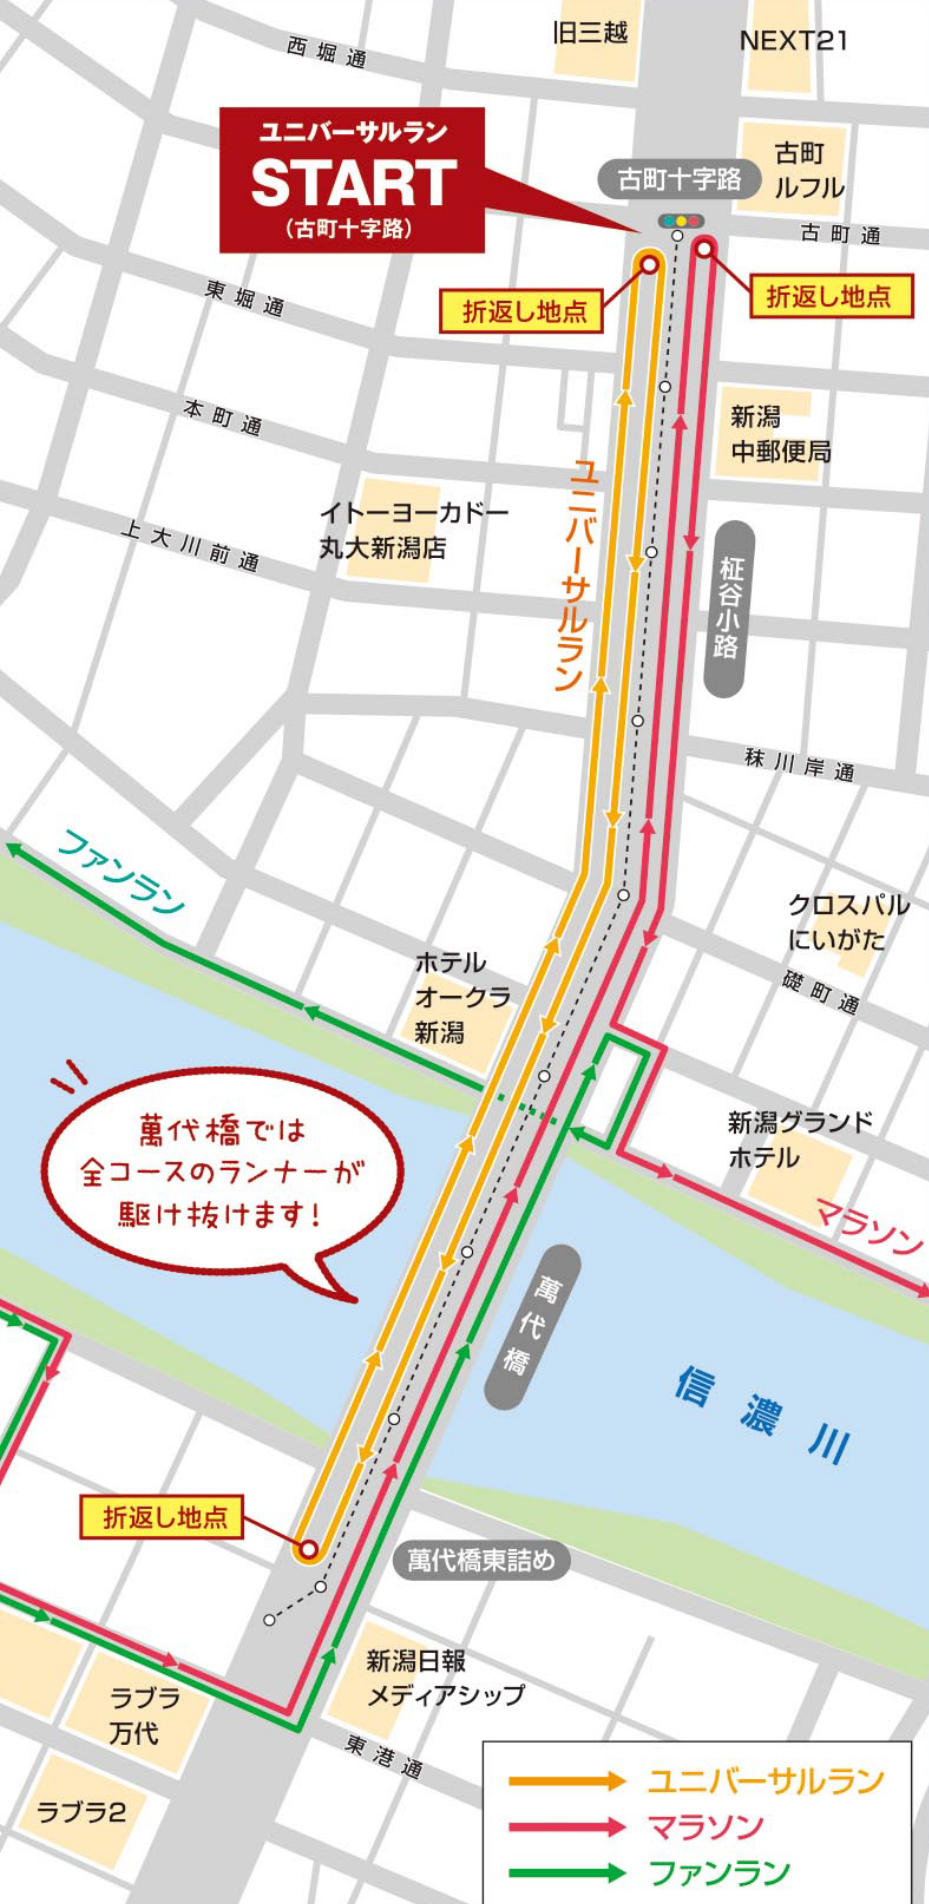 旧三越
NEXT21
西堀通
ユニバーサルラン
START
(古町十字路)
古町
ルフル
古町十字路
古町通
折返し地点
折返し地点
東堀通
本町通
新潟
中郵便局
イトーヨーカドー
丸大新潟店
上大川前通
ユニバーサルラン
柾谷小路
秣川岸通
ファンラン
クロスパル
にいがた
ホテル
オークラ
新潟
礎町通
萬代橋では
全コースのランナーが
駆け抜けます!
新潟グランド
ホテル
マラソン
萬代橋
信濃川
折返し地点
萬代橋東詰め
新潟日報
メディアシップ
ラブラ
万代
東港通
ラブラ2
ユニバーサルラン
マラソン
ファンラン